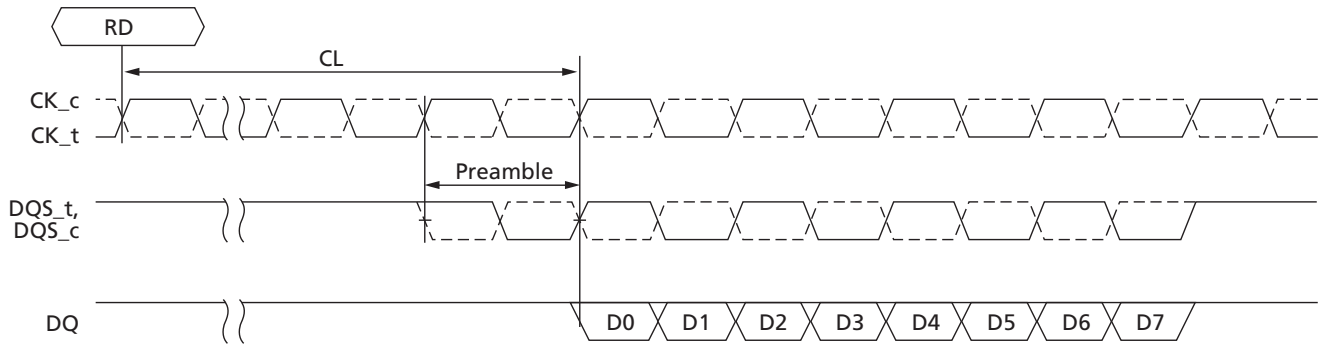 RD
CL
CK_c
CK_t
Preamble
DQS_t,
DQS_c
DQ
D0 D1 D2 D3 D4 D5 D6 D7